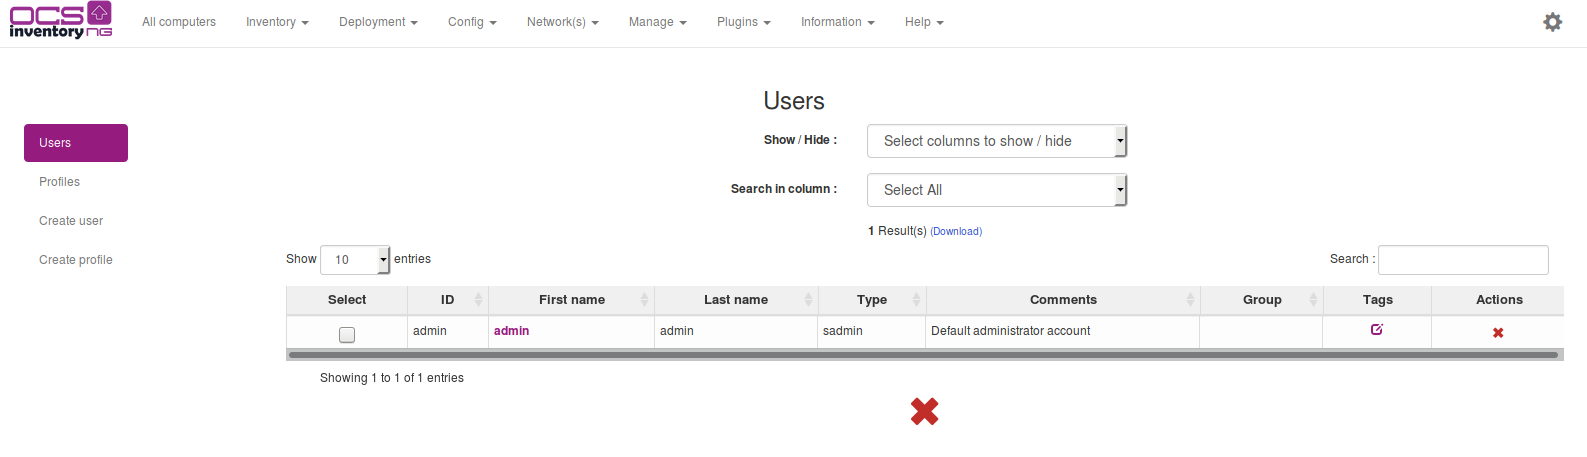 OCS
inventory NG
All computers Inventory Deployment Config Network(s) Manage Plugins Information Help
Users
Users
Profiles
Create user
Create profile
Show / Hide : Select columns to show / hide
Search in column : Select All
1 Result(s) (Download)
Show 10 entries Search :
Select ID First name Last name Type Comments Group Tags Actions
admin admin admin sadmin Default administrator account
Showing 1 to 1 of 1 entries